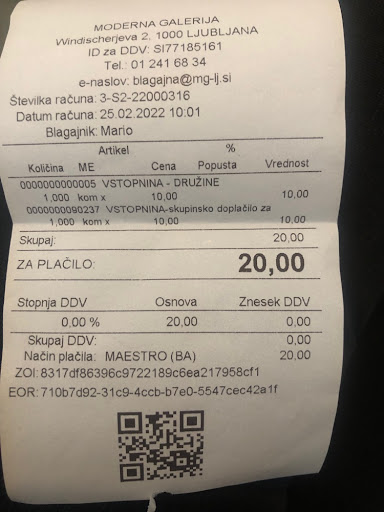 MODERNA GALERIJA
Windischerjeva 2, 1000 LJUBLJANA
ID za DDV: SI77185161
Tel.: 01 241 68 34
e-naslov: blagajna@mg-lj.si
Številka računa: 3-S2-22000316
Datum računa: 25.02.2022 10:01
Blagajnik: Mario
Artikel %
Količina ME Cena Popusta Vrednost
0000000000005 VSTOPNINA - DRUŽINE
1,000 kom x 10,00 10,00
0000000090237 VSTOPNINA-skupinsko doplačilo za
1,000 kom x 10,00 10,00
Skupaj: 20,00
ZA PLAČILO: 20,00
Stopnja DDV Osnova Znesek DDV
0,00 % 20,00 0,00
Skupaj DDV: 0,00
Način plačila: MAESTRO (BA) 20,00
ZOI: 8317df86396c9722189c6ea217958cf1
EOR: 710b7d92-31c9-4ccb-b7e0-5547cec42a1f